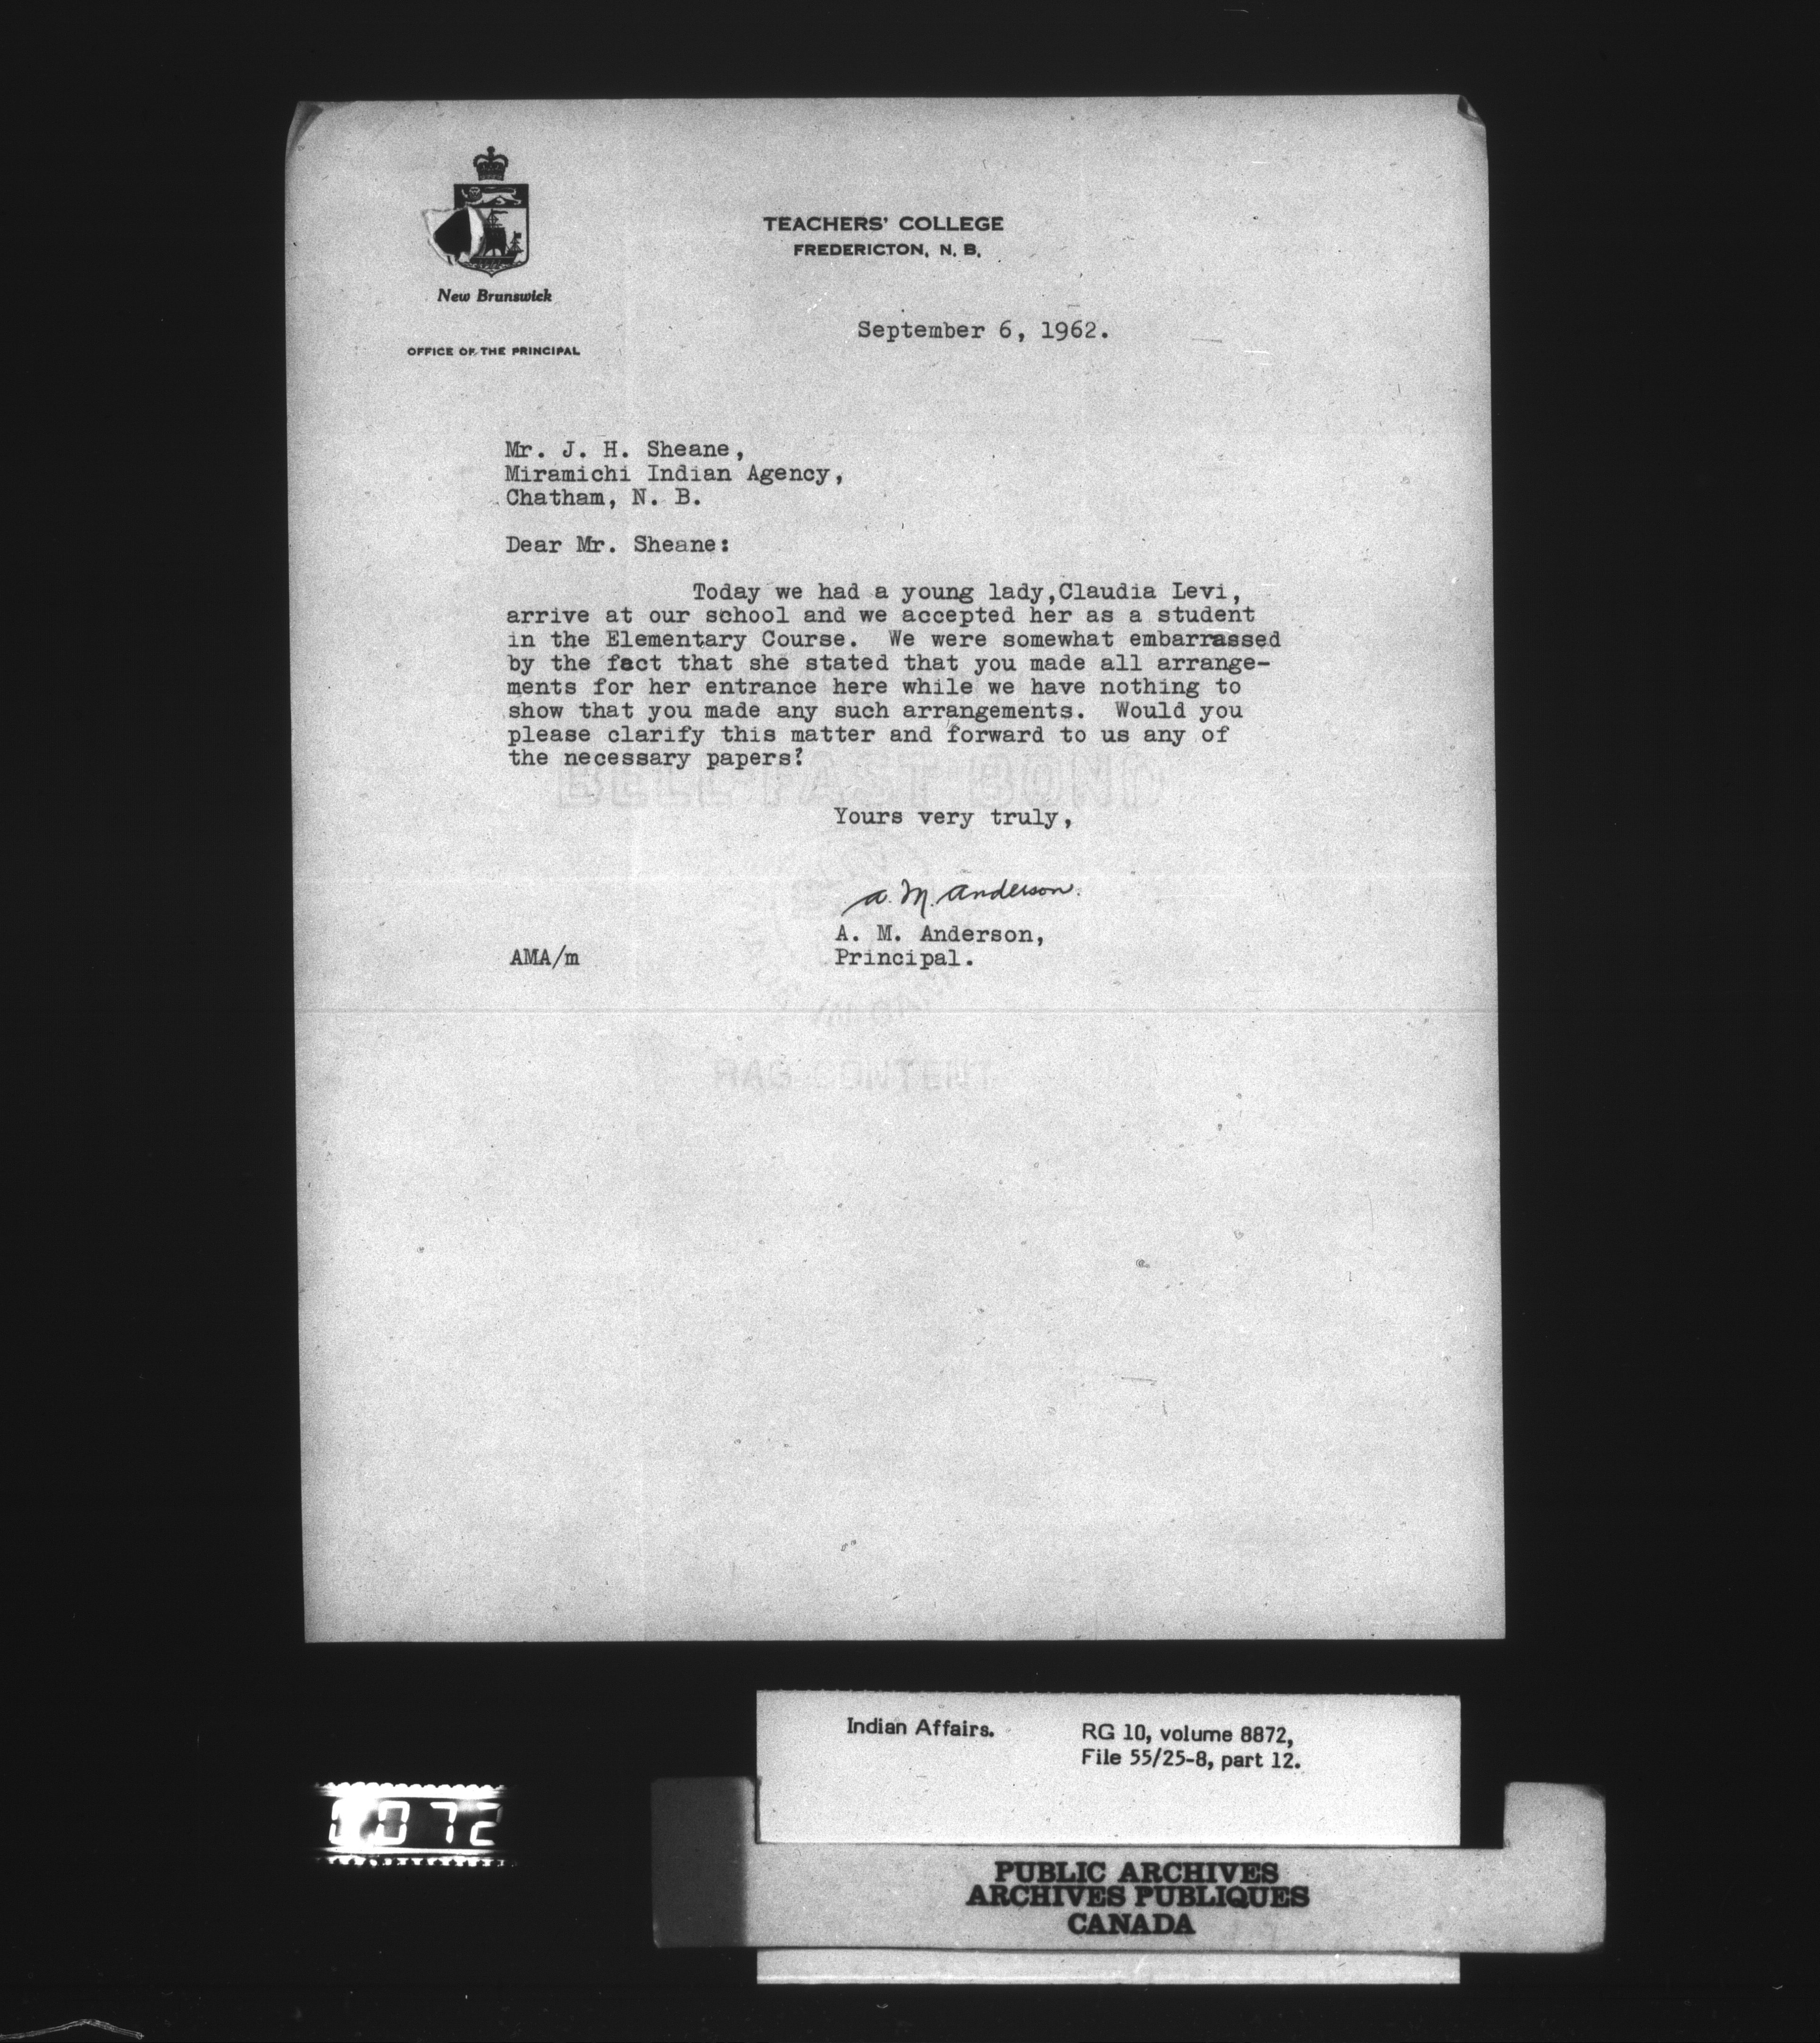 TEACHERS' COLLEGE
FREDERICTON, N. B.
New Brunswick
September 6, 1962.
OFFICE OF THE PRINCIPAL
Mr. J. H. Sheane,
Miramichi Indian Agency,
Chatham, N. B.
Dear Mr. Sheane:
Today we had a young lady,Claudia Levi,
arrive at our school and we accepted her as a student
in the Elementary Course. We were somewhat embarrassed
by the fact that she stated that you made all arrange-
ments for her entrance here while we have nothing to
show that you made any such arrangements. Would you
please clarify this matter and forward to us any of
the necessary papers?
BELL-FAST BOND
Yours very truly,
A. M. Anderson.
A. M. Anderson,
AMA/m Principal.
RAG CONTENT
Indian Affairs. RG 10, volume 8872,
File 55/25-8, part 12.
0072
PUBLIC ARCHIVES
ARCHIVES PUBLIQUES
CANADA